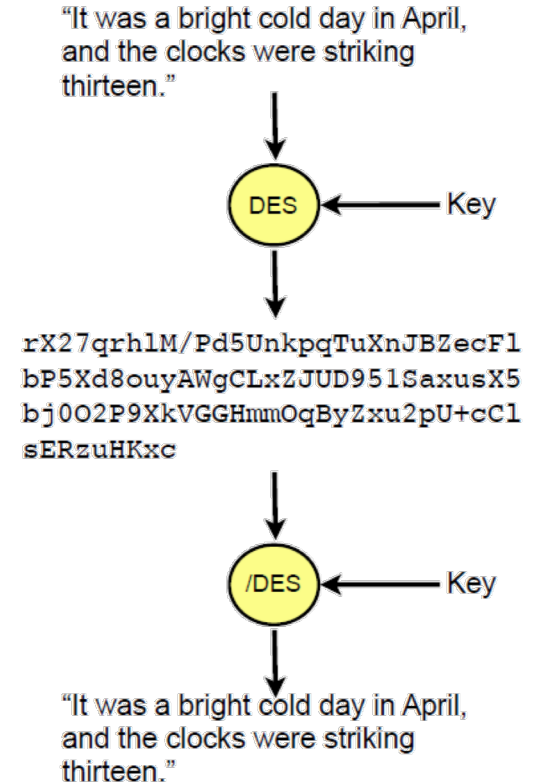 “It was a bright cold day in April,
and the clocks were striking
thirteen.”
DES
Key
rX27qrhlM/Pd5UnkpqTuXnJBZecFl
bP5Xd8ouyAWgCLxZJUD951SaxusX5
bj0O2P9XkVGGHmmOqByZxu2pU+cCl
sERzuHKxc
/DES
Key
“It was a bright cold day in April,
and the clocks were striking
thirteen.”